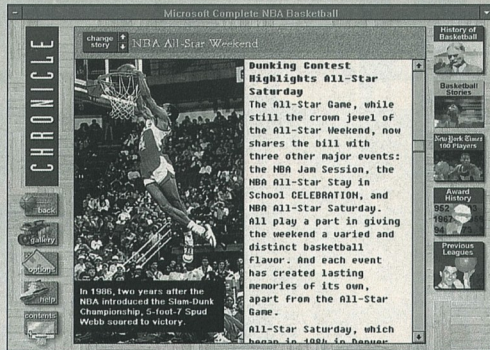 Microsoft Complete NBA Basketball
CHRONICLE
change
story
NBA All-Star Weekend
Dunking Contest
Highlights All-Star
Saturday
The All-Star Game, while
still the crown jewel of
the All-Star Weekend, now
shares the bill with
three other major events:
the NBA Jam Session, the
NBA All-Star Stay in
School CELEBRATION, and
NBA All-Star Saturday.
All play a part in giving
the weekend a varied and
distinct basketball
flavor. And each event
has created lasting
memories of its own,
apart from the All-Star
Game.
All-Star Saturday, which
began in 1984 in Denver
In 1986, two years after the
NBA introduced the Slam-Dunk
Championship, 5-foot-7 Spud
Webb soared to victory.
back
gallery
options
help
contents
History of
Basketball
Basketball
Stories
New York Times
100 Players
Award
History
Previous
Leagues